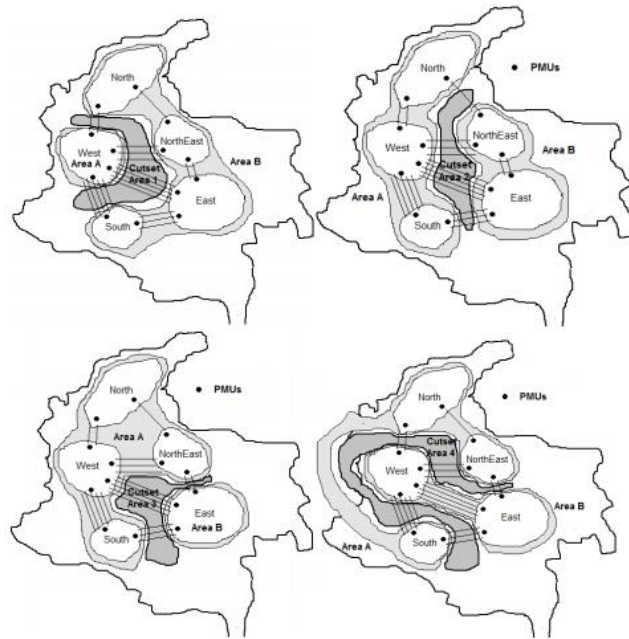 North
West
Area A
NorthEast
Area B
Cutset
Area 1
East
South
PMUs
North
NorthEast
West
Area B
Cutset
Area 2
Area A
East
South
PMUs
North
Area A
NorthEast
West
Cutset
Area 3
East
Area B
South
PMUs
North
Cutset
Area 4
West
NorthEast
East
Area B
South
Area A
PMUs